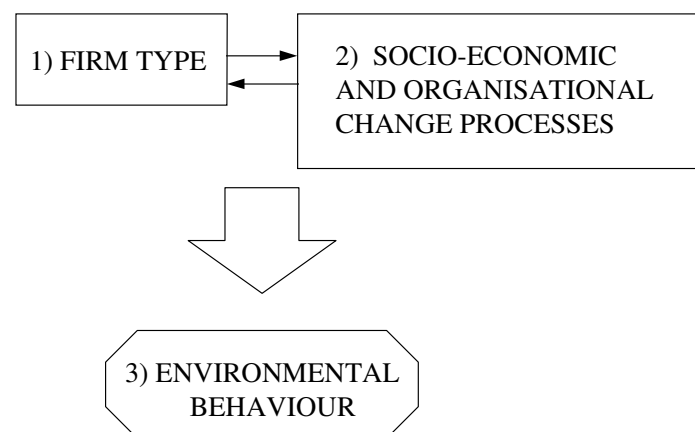 1) FIRM TYPE
2) SOCIO-ECONOMIC
AND ORGANISATIONAL
CHANGE PROCESSES
3) ENVIRONMENTAL
BEHAVIOUR